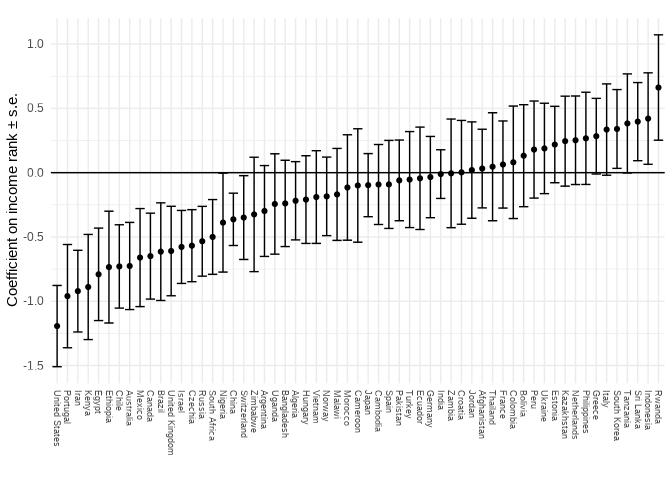 Coefficient on income rank ± s.e.
1.0
0.5
0.0
-0.5
-1.0
-1.5
United States
Portugal
Iran
Kenya
Egypt
Ethiopia
Chile
Australia
Mexico
Canada
Brazil
United Kingdom
Israel
Czechia
Russia
South Africa
Nigeria
China
Switzerland
Zimbabwe
Argentina
Uganda
Bangladesh
Algeria
Hungary
Vietnam
Norway
Malawi
Morocco
Cameroon
Japan
Cambodia
Spain
Pakistan
Turkey
Ecuador
Germany
India
Zambia
Croatia
Jordan
Afghanistan
Thailand
France
Colombia
Bolivia
Peru
Ukraine
Estonia
Kazakhstan
Netherlands
Philippines
Greece
Italy
South Korea
Tanzania
Sri Lanka
Indonesia
Rwanda